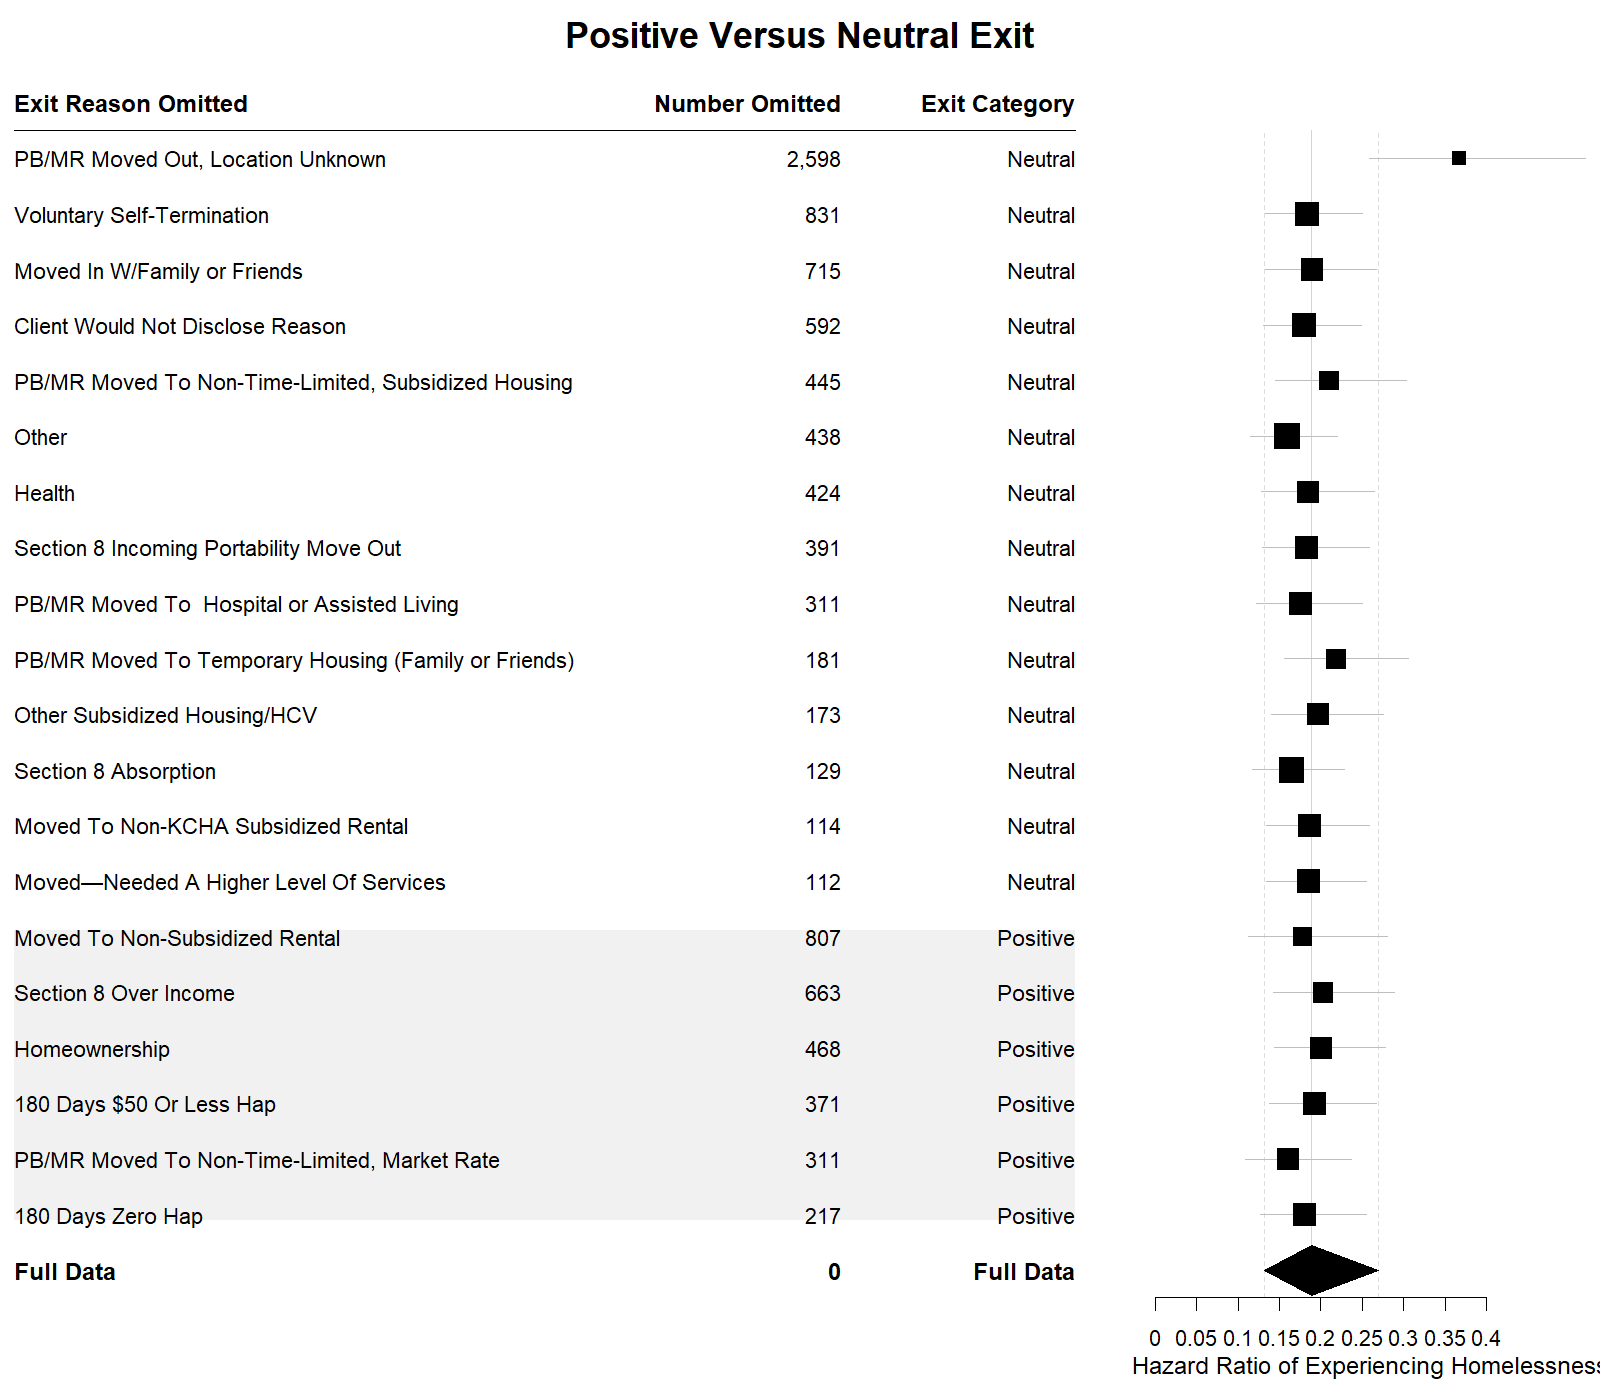 Positive Versus Neutral Exit
Exit Reason Omitted Number Omitted Exit Category
PB/MR Moved Out, Location Unknown 2,598 Neutral
Voluntary Self-Termination 831 Neutral
Moved In W/Family or Friends 715 Neutral
Client Would Not Disclose Reason 592 Neutral
PB/MR Moved To Non-Time-Limited, Subsidized Housing 445 Neutral
Other 438 Neutral
Health 424 Neutral
Section 8 Incoming Portability Move Out 391 Neutral
PB/MR Moved To  Hospital or Assisted Living 311 Neutral
PB/MR Moved To Temporary Housing (Family or Friends) 181 Neutral
Other Subsidized Housing/HCV 173 Neutral
Section 8 Absorption 129 Neutral
Moved To Non-KCHA Subsidized Rental 114 Neutral
Moved—Needed A Higher Level Of Services 112 Neutral
Moved To Non-Subsidized Rental 807 Positive
Section 8 Over Income 663 Positive
Homeownership 468 Positive
180 Days $50 Or Less Hap 371 Positive
PB/MR Moved To Non-Time-Limited, Market Rate 311 Positive
180 Days Zero Hap 217 Positive
Full Data 0 Full Data
0 0.05 0.1 0.15 0.2 0.25 0.3 0.35 0.4
Hazard Ratio of Experiencing Homelessness